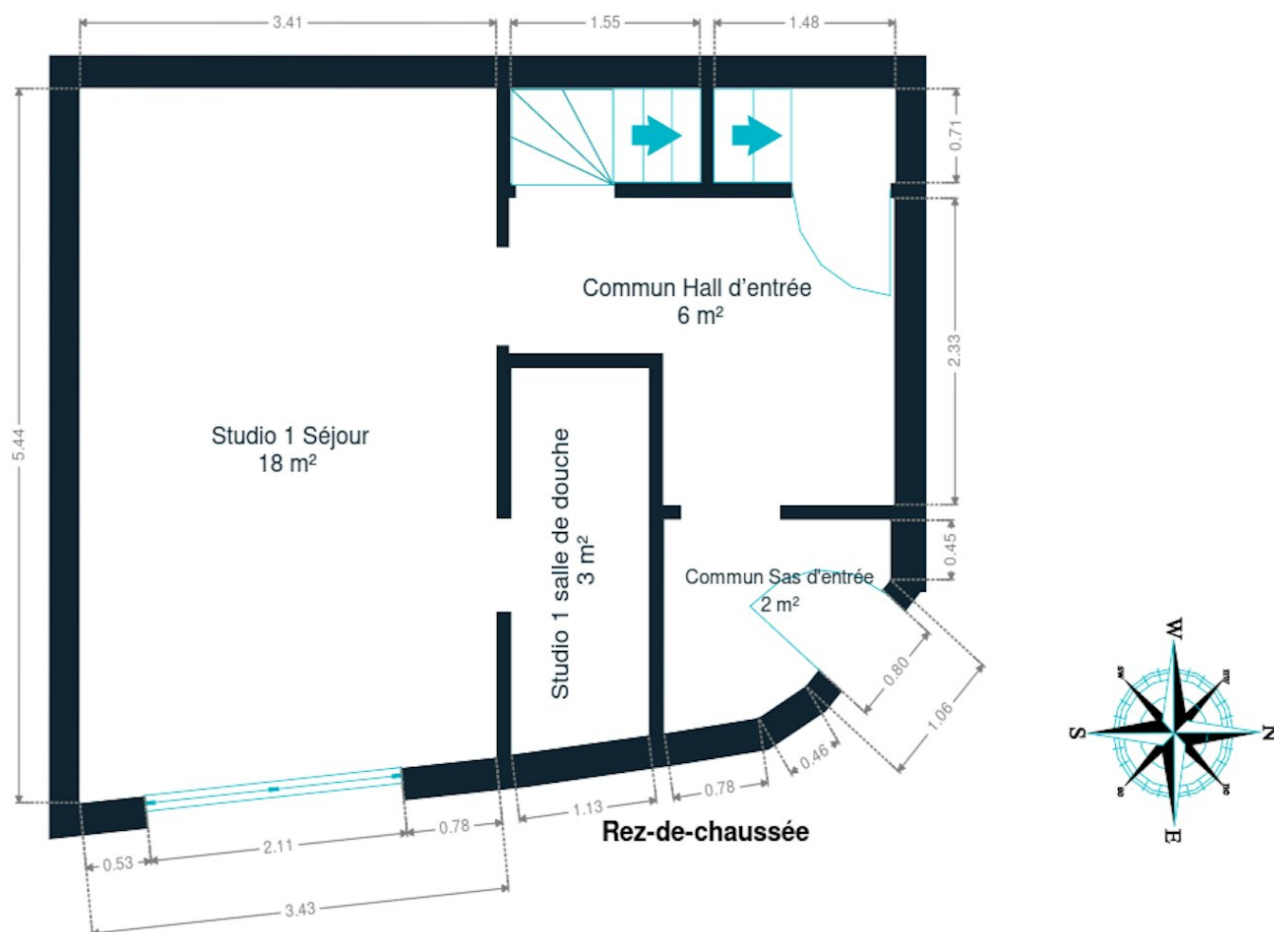 3.41
1.55
1.48
0.71
Commun Hall d'entrée
6 m²
2.33
5.44
Studio 1 Séjour
18 m²
Studio 1 salle de douche
3 m²
0.45
Commun Sas d'entrée
2 m²
0.80
1.06
0.46
0.78
1.13
Rez-de-chaussée
0.78
2.11
0.53
3.43
W
S
N
E